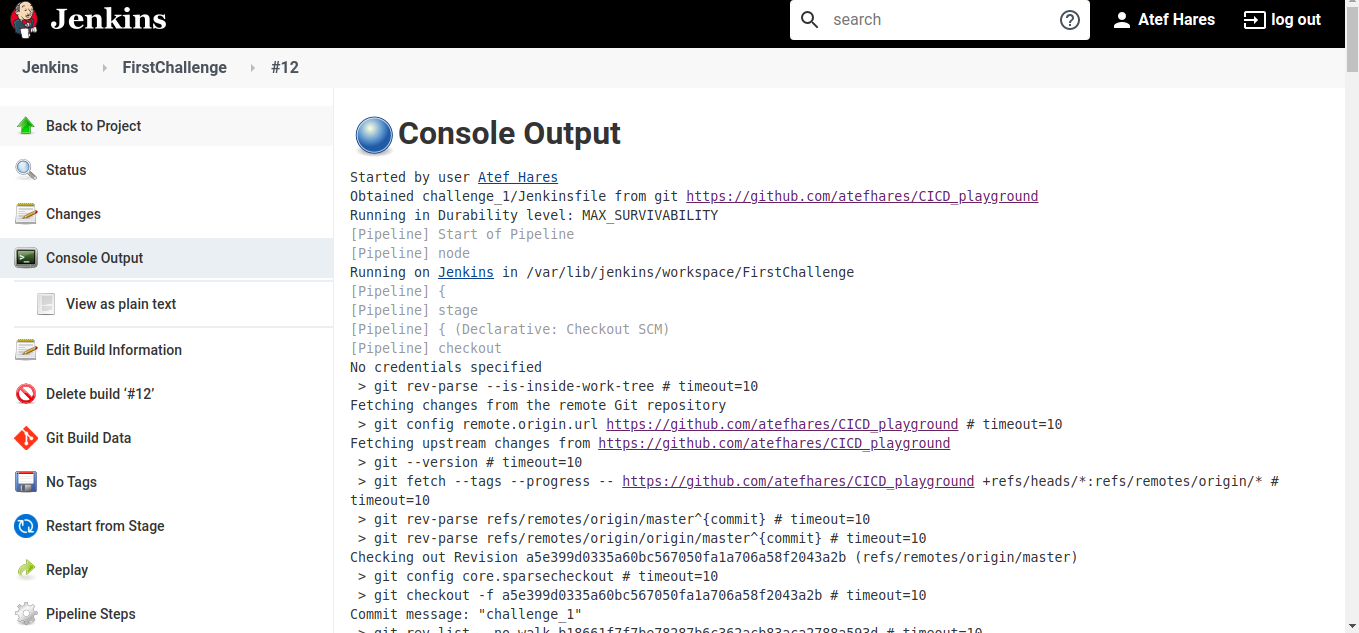 Jenkins
search
Atef Hares
log out
Jenkins
FirstChallenge
#12
Back to Project
Status
Changes
Console Output
View as plain text
Edit Build Information
Delete build ‘#12’
Git Build Data
No Tags
Restart from Stage
Replay
Pipeline Steps
Console Output
Started by user Atef Hares
Obtained challenge_1/Jenkinsfile from git https://github.com/atefhares/CICD_playground
Running in Durability level: MAX_SURVIVABILITY
[Pipeline] Start of Pipeline
[Pipeline] node
Running on Jenkins in /var/lib/jenkins/workspace/FirstChallenge
[Pipeline] {
[Pipeline] stage
[Pipeline] { (Declarative: Checkout SCM)
[Pipeline] checkout
No credentials specified
> git rev-parse --is-inside-work-tree # timeout=10
Fetching changes from the remote Git repository
> git config remote.origin.url https://github.com/atefhares/CICD_playground # timeout=10
Fetching upstream changes from https://github.com/atefhares/CICD_playground
> git --version # timeout=10
> git fetch --tags --progress -- https://github.com/atefhares/CICD_playground +refs/heads/*:refs/remotes/origin/* #
timeout=10
> git rev-parse refs/remotes/origin/master^{commit} # timeout=10
> git rev-parse refs/remotes/origin/origin/master^{commit} # timeout=10
Checking out Revision a5e399d0335a60bc567050fa1a706a58f2043a2b (refs/remotes/origin/master)
> git config core.sparsecheckout # timeout=10
> git checkout -f a5e399d0335a60bc567050fa1a706a58f2043a2b # timeout=10
Commit message: "challenge_1"
> git rev-list --no-walk # timeout=10